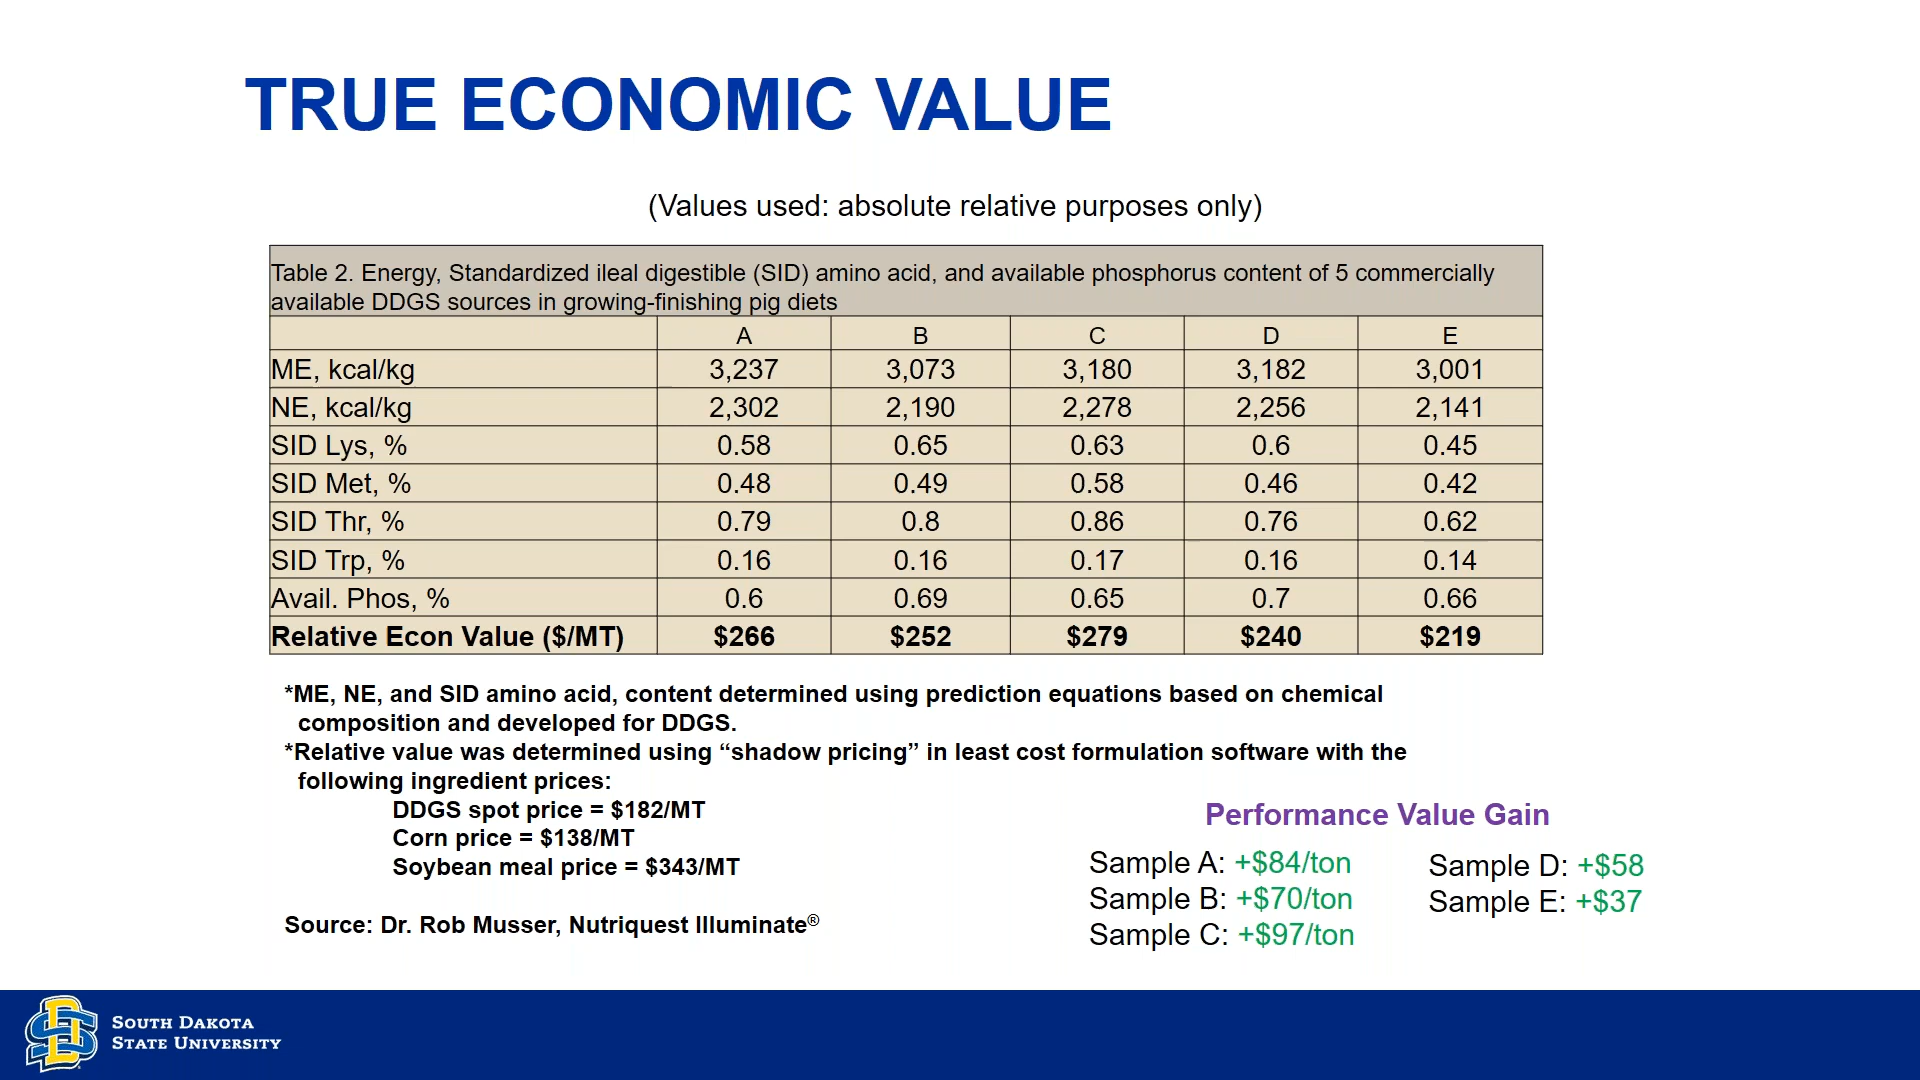 TRUE ECONOMIC VALUE
(Values used: absolute relative purposes only)
Table 2. Energy, Standardized ileal digestible (SID) amino acid, and available phosphorus content of 5 commercially
available DDGS sources in growing-finishing pig diets
A B C D E
ME, kcal/kg 3,237 3,073 3,180 3,182 3,001
NE, kcal/kg 2,302 2,190 2,278 2,256 2,141
SID Lys, % 0.58 0.65 0.63 0.6 0.45
SID Met, % 0.48 0.49 0.58 0.46 0.42
SID Thr, % 0.79 0.8 0.86 0.76 0.62
SID Trp, % 0.16 0.16 0.17 0.16 0.14
Avail. Phos, % 0.6 0.69 0.65 0.7 0.66
Relative Econ Value ($/MT) $266 $252 $279 $240 $219
*ME, NE, and SID amino acid, content determined using prediction equations based on chemical
composition and developed for DDGS.
*Relative value was determined using “shadow pricing” in least cost formulation software with the
following ingredient prices:
DDGS spot price = $182/MT
Corn price = $138/MT
Soybean meal price = $343/MT
Source: Dr. Rob Musser, Nutriquest Illuminate®
Performance Value Gain
Sample A: +$84/ton
Sample B: +$70/ton
Sample C: +$97/ton
Sample D: +$58
Sample E: +$37
SOUTH DAKOTA
STATE UNIVERSITY